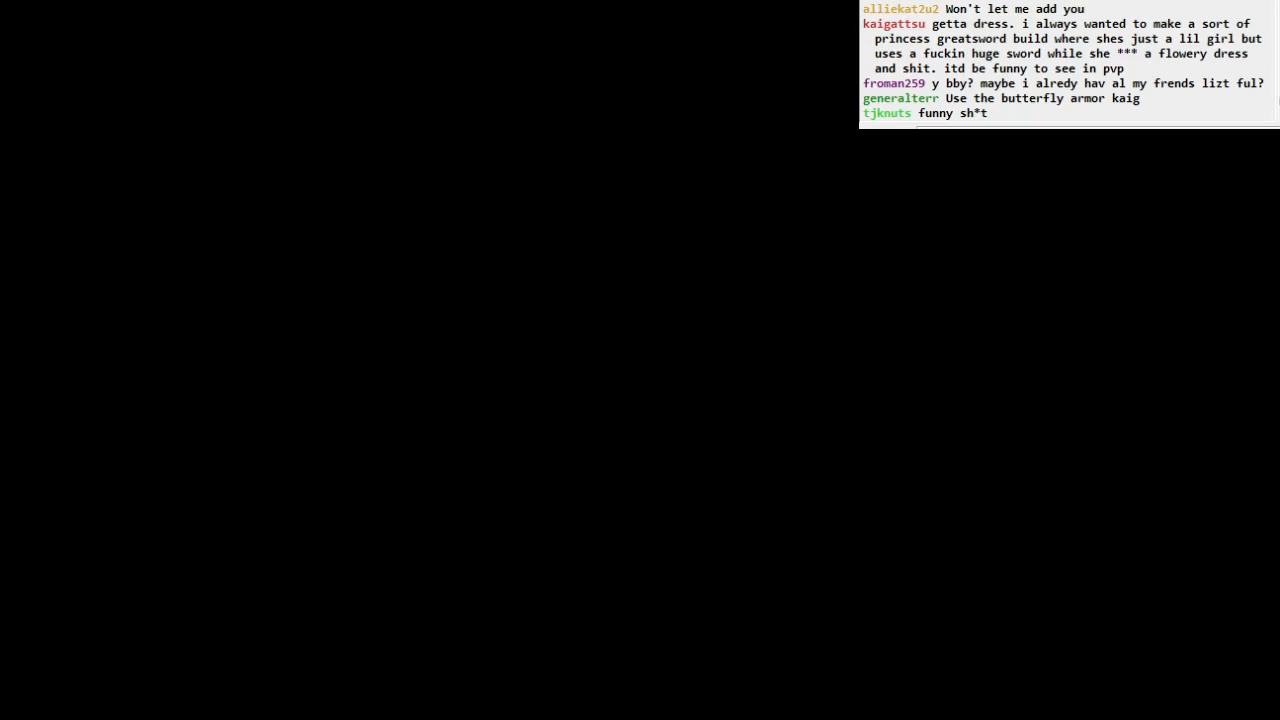 alliekat2u2 Won't let me add you
kaigattsu getta dress. i always wanted to make a sort of
princess greatsword build where shes just a lil girl but
uses a fuckin huge sword while she *** a flowery dress
and shit. itd be funny to see in pvp
froman259 y bby? maybe i alredy hav al my frends lizt ful?
generalterr Use the butterfly armor kaig
tjknuts funny sh*t